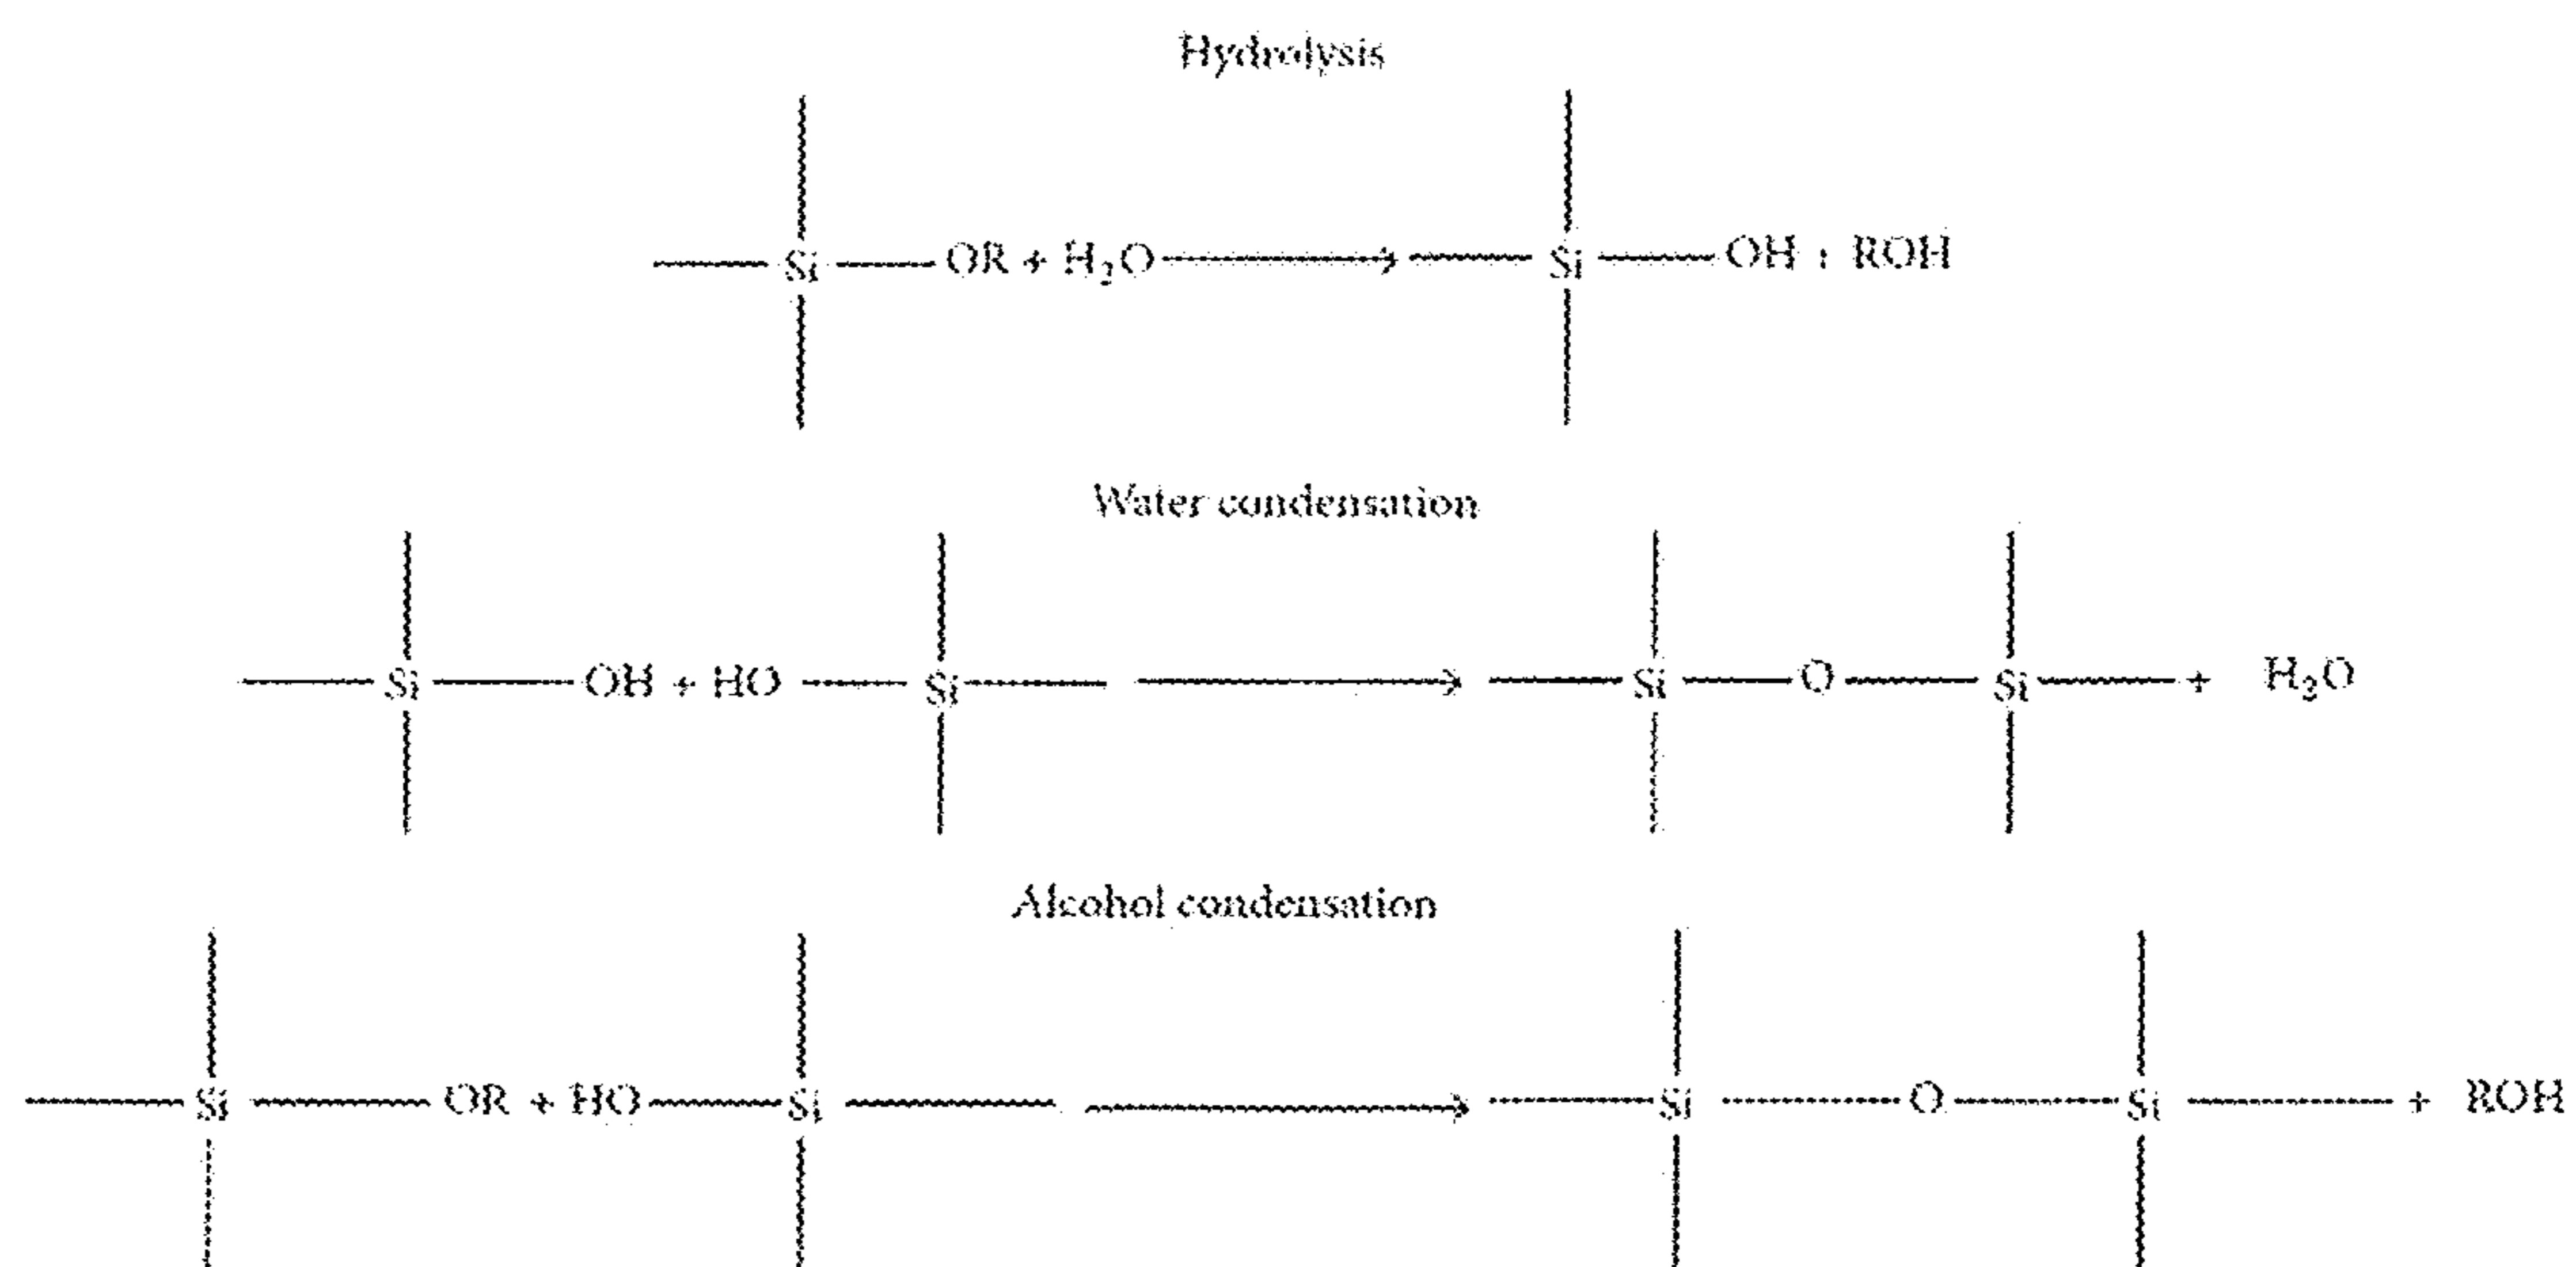 Hydrolysis
Si OR + H₂O → Si OH + ROH
Water condensation
Si OH + HO Si → Si O Si + H₂O
Alcohol condensation
Si OR + HO Si → Si O Si + ROH